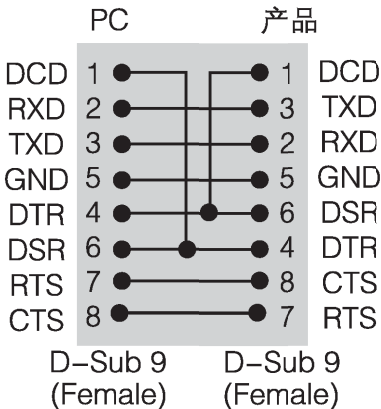 PC 产品
DCD 1 1 DCD
RXD 2 3 TXD
TXD 3 2 RXD
GND 5 5 GND
DTR 4 6 DSR
DSR 6 4 DTR
RTS 7 8 CTS
CTS 8 7 RTS
D-Sub 9 D-Sub 9
(Female) (Female)